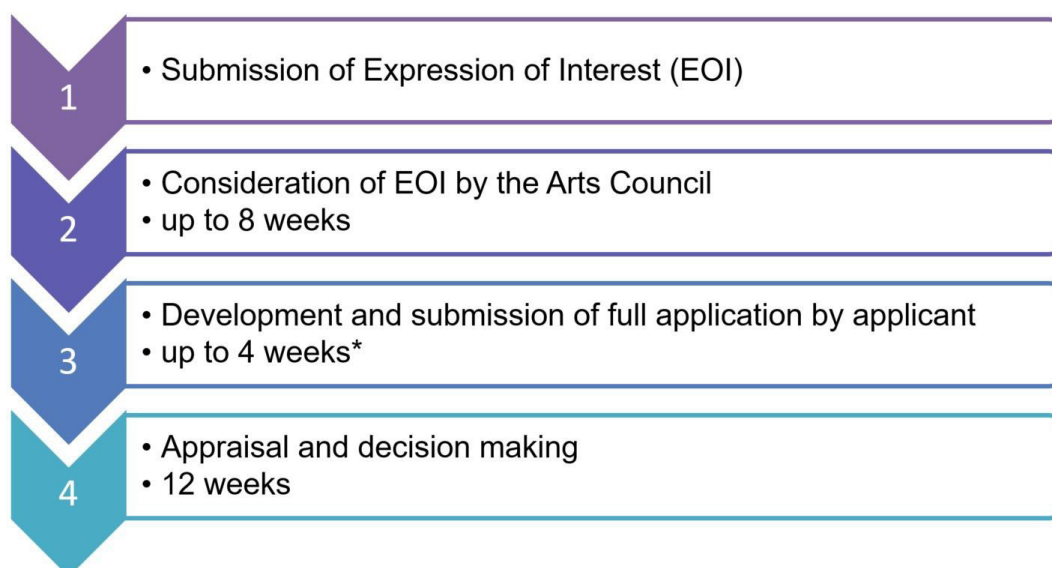 1
• Submission of Expression of Interest (EOI)
2
• Consideration of EOI by the Arts Council
• up to 8 weeks
3
• Development and submission of full application by applicant
• up to 4 weeks*
4
• Appraisal and decision making
• 12 weeks